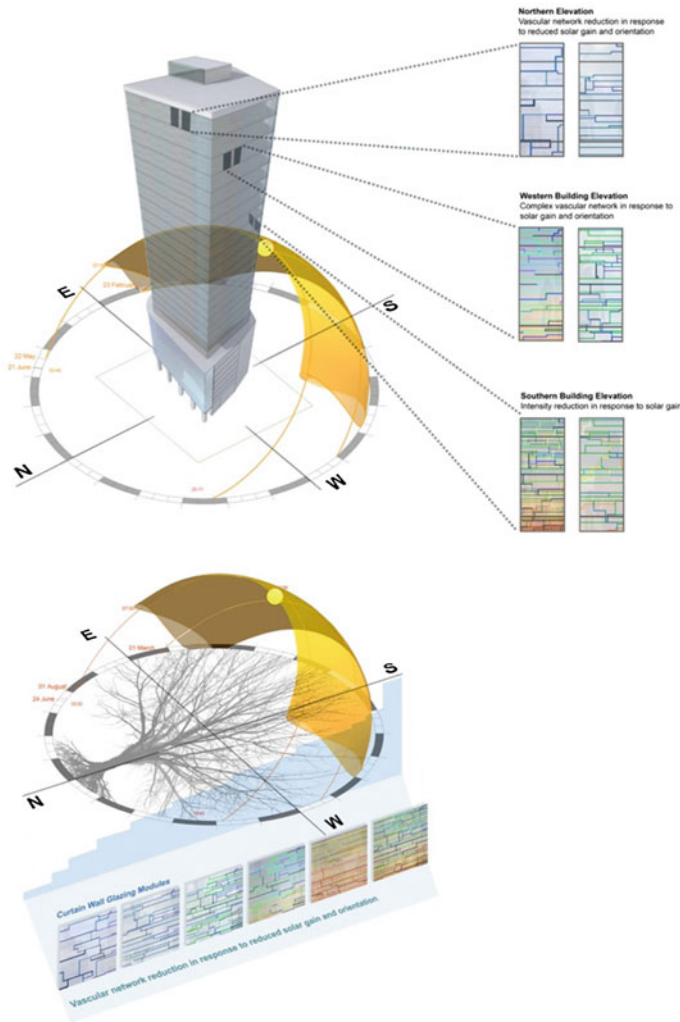 Northern Elevation
Vascular network reduction in response
to reduced solar gain and orientation
Western Building Elevation
Complex vascular network in response to
solar gain and orientation
Southern Building Elevation
Intensity reduction in response to solar gain
E
S
23 February
22 May
21 June
N
W
E
S
01 March
01 August
24 June
N
W
Curtain Wall Glazing Modules
Vascular network reduction in response to reduced solar gain and orientation